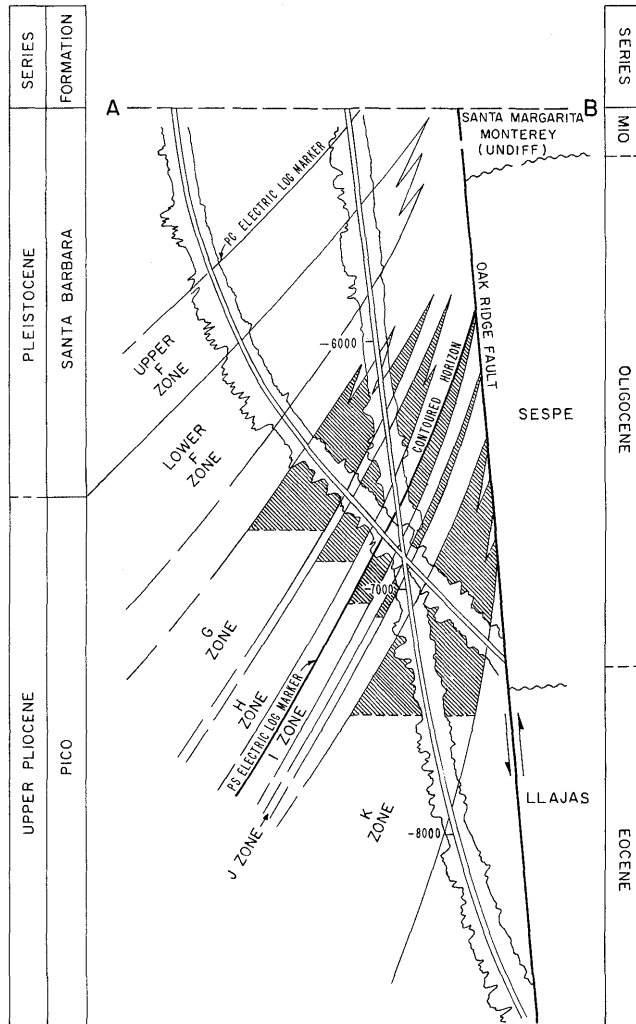 SERIES
FORMATION
SERIES
A
B
SANTA MARGARITA
MONTEREY
(UNDIFF)
MIO
PC ELECTRIC LOG MARKER
PLEISTOCENE
SANTA BARBARA
OAK RIDGE FAULT
-6000
UPPER
F
ZONE
CONTOURED HORIZON
OLIGOCENE
SESPE
LOWER
F
ZONE
-7000
G
ZONE
H
ZONE
PS ELECTRIC LOG MARKER
I
ZONE
UPPER PLIOCENE
PICO
LLAJAS
K
ZONE
-8000
J ZONE
EOCENE